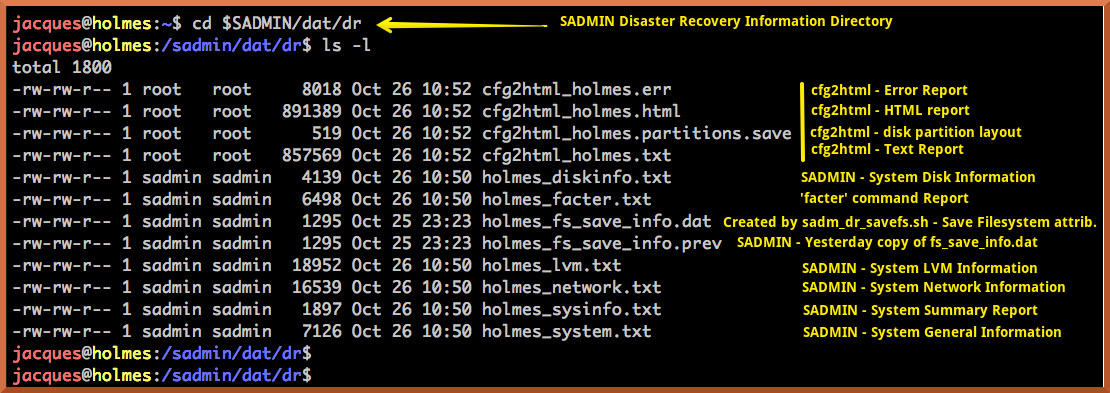 jacques@holmes:~$ cd $SADMIN/dat/dr SADMIN Disaster Recovery Information Directory
jacques@holmes:/sadmin/dat/dr$ ls -l
total 1800
-rw-rw-r-- 1 root   root     8018 Oct 26 10:52 cfg2html_holmes.err cfg2html - Error Report
-rw-rw-r-- 1 root   root   891389 Oct 26 10:52 cfg2html_holmes.html cfg2html - HTML report
-rw-rw-r-- 1 root   root      519 Oct 26 10:52 cfg2html_holmes.partitions.save cfg2html - disk partition layout
-rw-rw-r-- 1 root   root   857569 Oct 26 10:52 cfg2html_holmes.txt cfg2html - Text Report
-rw-rw-r-- 1 sadmin sadmin   4139 Oct 26 10:50 holmes_diskinfo.txt SADMIN - System Disk Information
-rw-rw-r-- 1 sadmin sadmin   6498 Oct 26 10:50 holmes_facter.txt 'facter' command Report
-rw-rw-r-- 1 sadmin sadmin   1295 Oct 25 23:23 holmes_fs_save_info.dat Created by sadm_dr_savefs.sh - Save Filesystem attrib.
-rw-rw-r-- 1 sadmin sadmin   1295 Oct 25 23:23 holmes_fs_save_info.prev SADMIN - Yesterday copy of fs_save_info.dat
-rw-rw-r-- 1 sadmin sadmin  18952 Oct 26 10:50 holmes_lvm.txt SADMIN - System LVM Information
-rw-rw-r-- 1 sadmin sadmin  16539 Oct 26 10:50 holmes_network.txt SADMIN - System Network Information
-rw-rw-r-- 1 sadmin sadmin   1897 Oct 26 10:50 holmes_sysinfo.txt SADMIN - System Summary Report
-rw-rw-r-- 1 sadmin sadmin   7126 Oct 26 10:50 holmes_system.txt SADMIN - System General Information
jacques@holmes:/sadmin/dat/dr$
jacques@holmes:/sadmin/dat/dr$